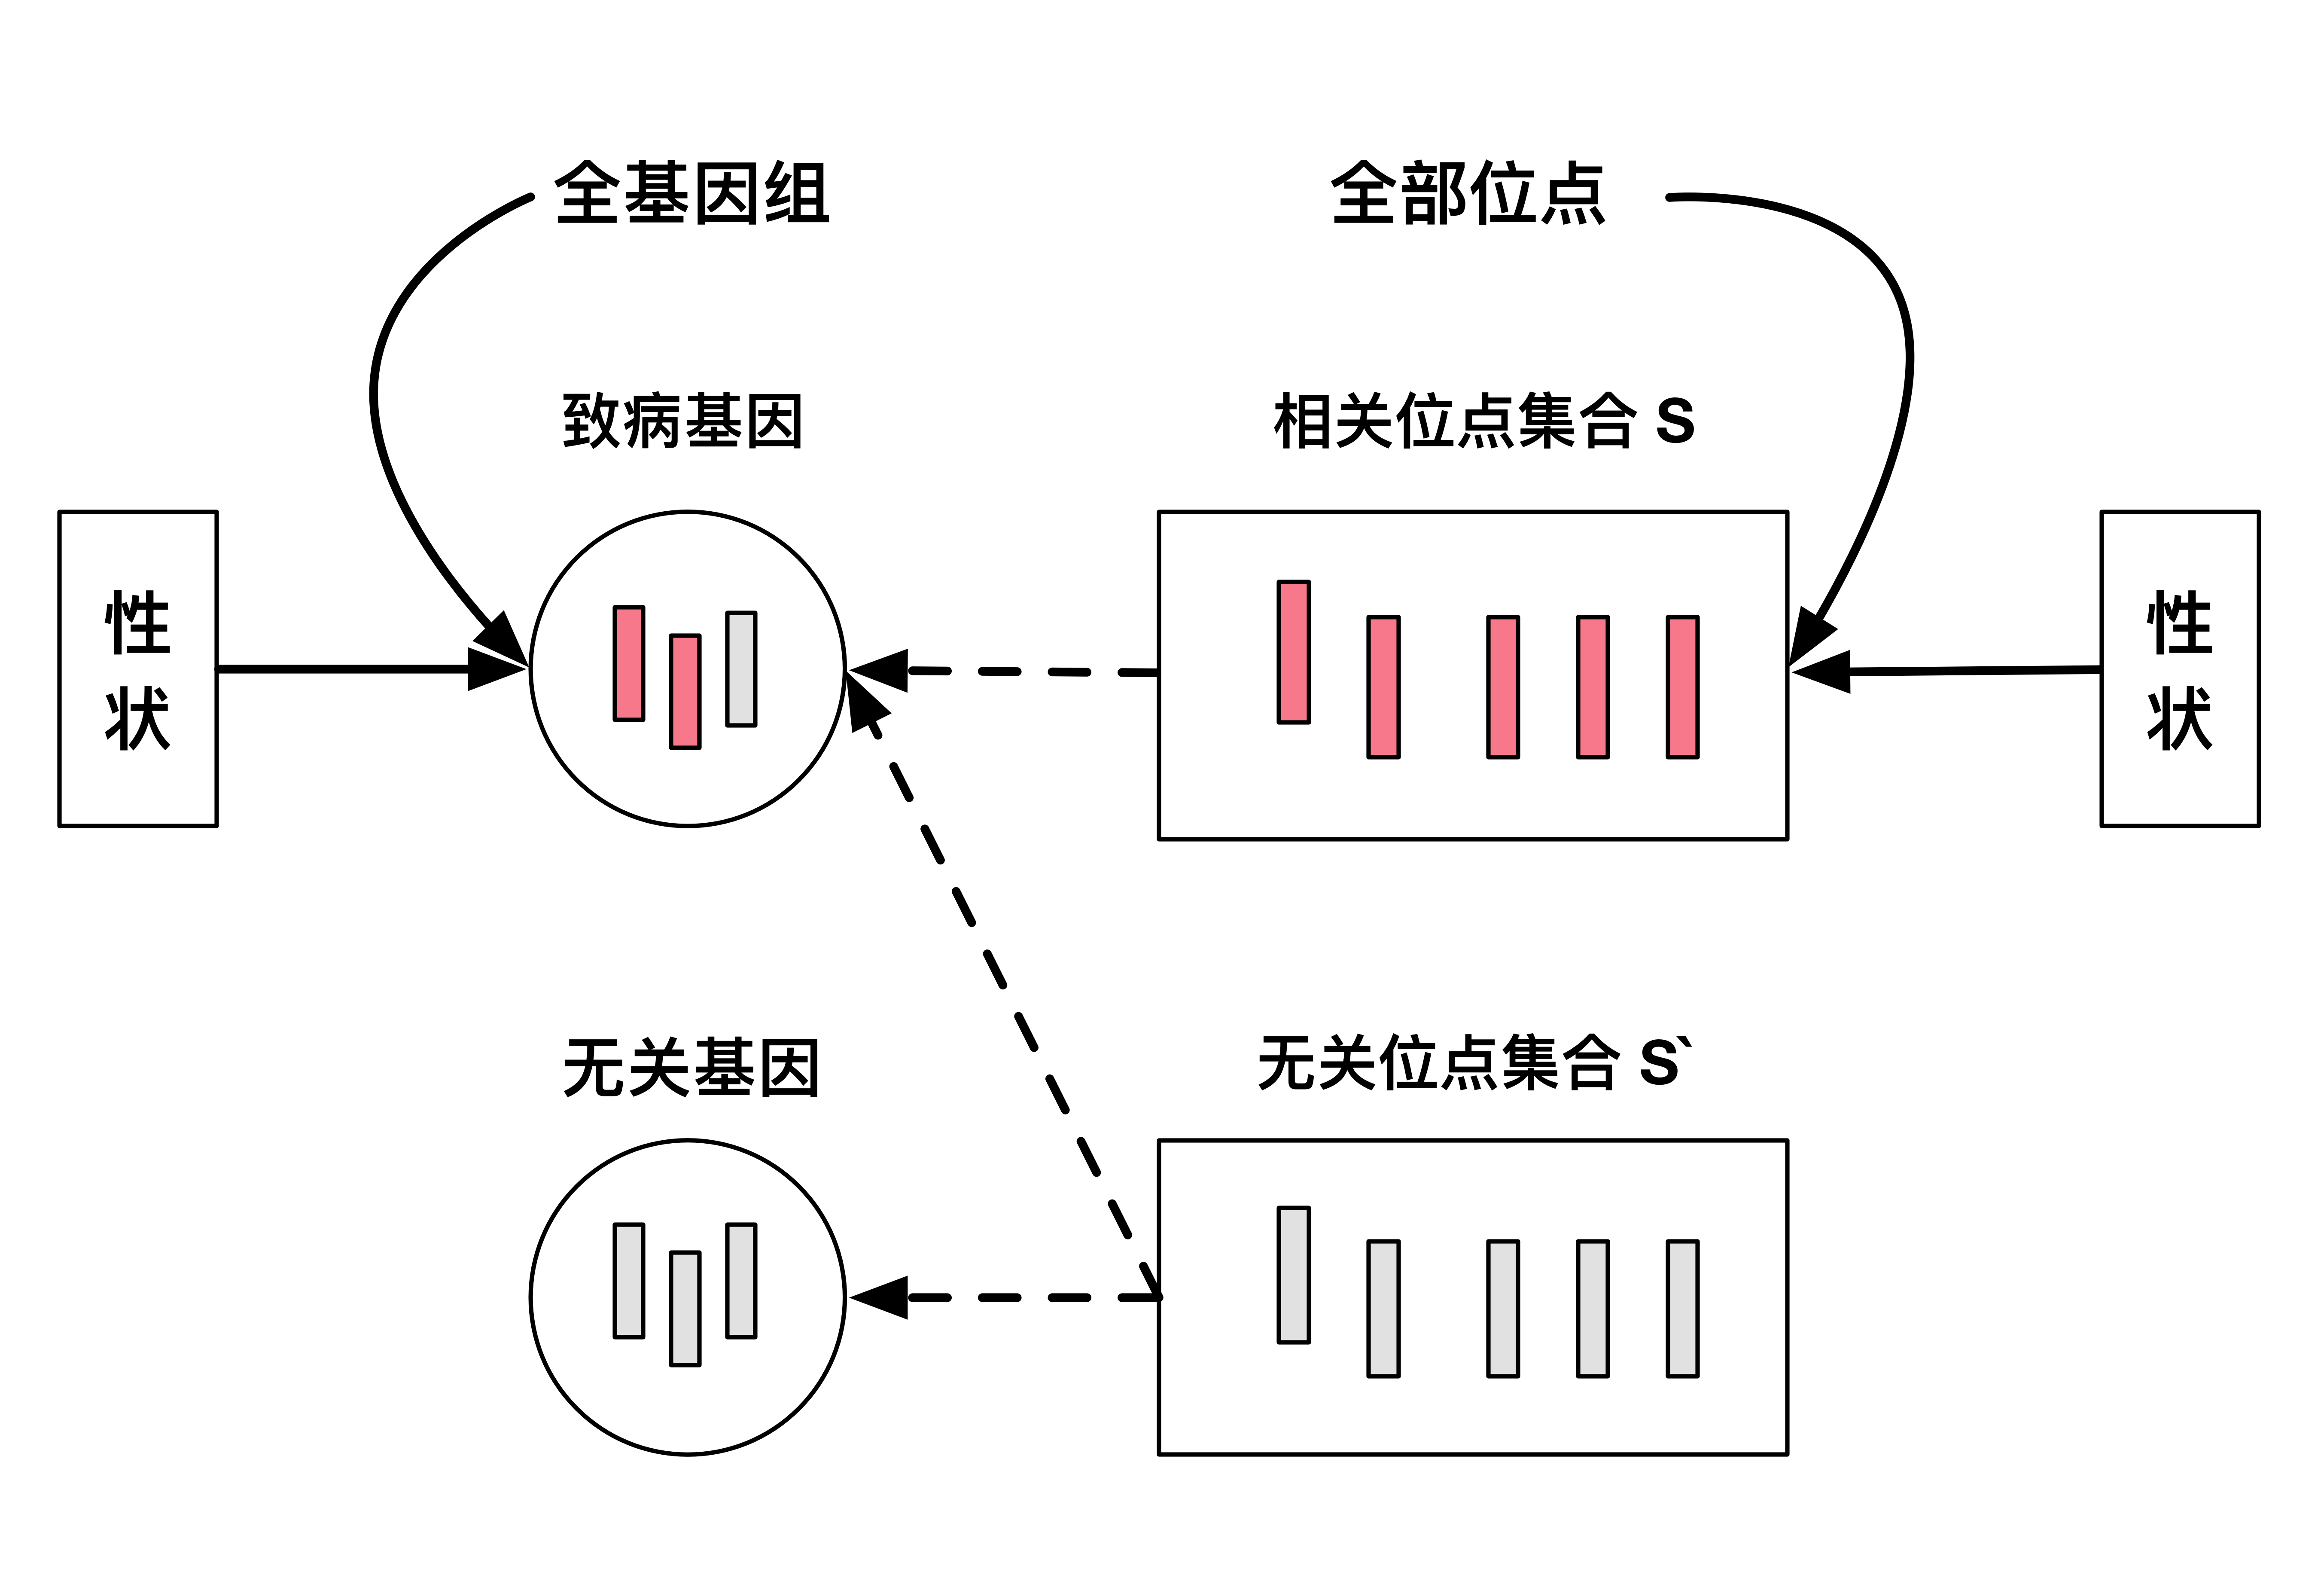 全基因组
全部位点
致病基因
相关位点集合 S
性
状
性
状
无关基因
无关位点集合 S`